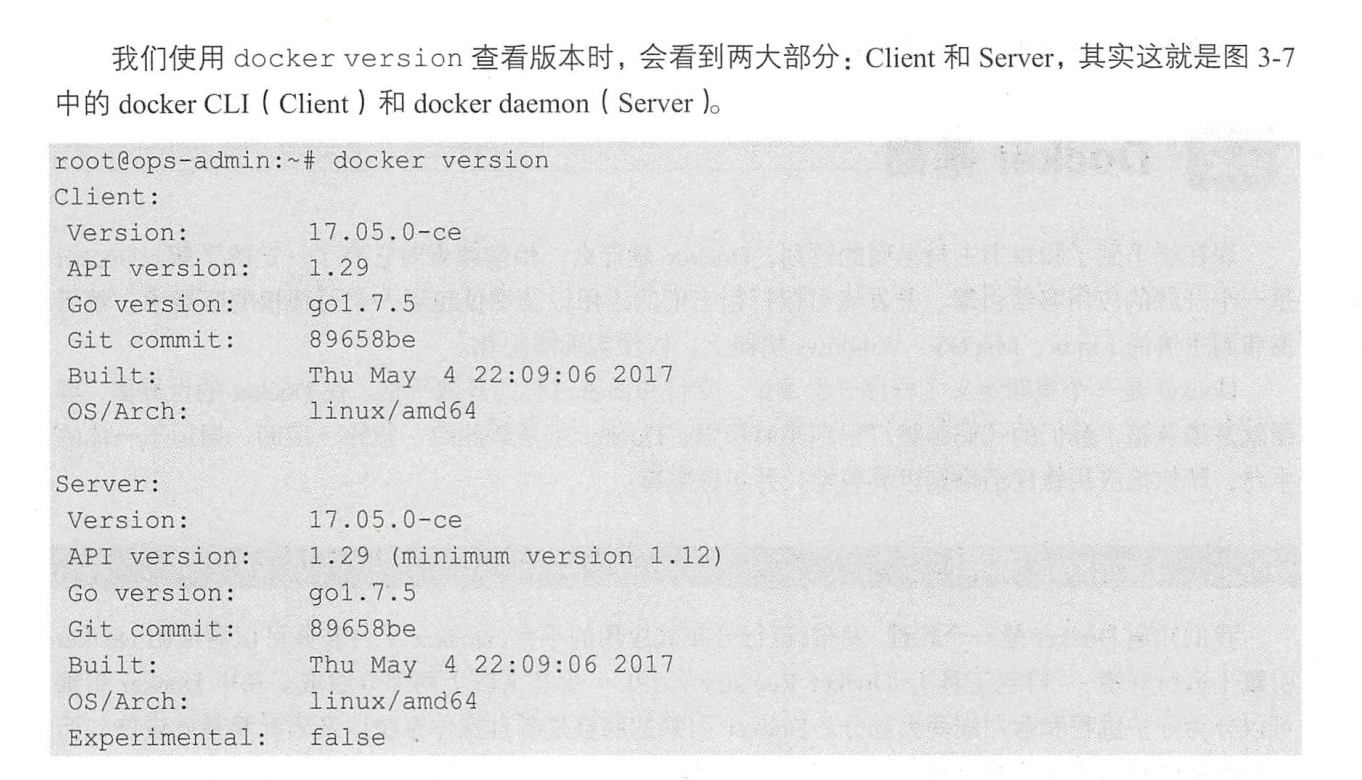 我们使用 docker version 查看版本时，会看到两大部分：Client 和 Server，其实这就是图 3-7
中的 docker CLI（Client）和 docker daemon（Server）。
root@ops-admin:~# docker version
Client:
 Version:      17.05.0-ce
 API version:  1.29
 Go version:   go1.7.5
 Git commit:   89658be
 Built:        Thu May  4 22:09:06 2017
 OS/Arch:      linux/amd64

Server:
 Version:      17.05.0-ce
 API version:  1.29 (minimum version 1.12)
 Go version:   go1.7.5
 Git commit:   89658be
 Built:        Thu May  4 22:09:06 2017
 OS/Arch:      linux/amd64
 Experimental: false